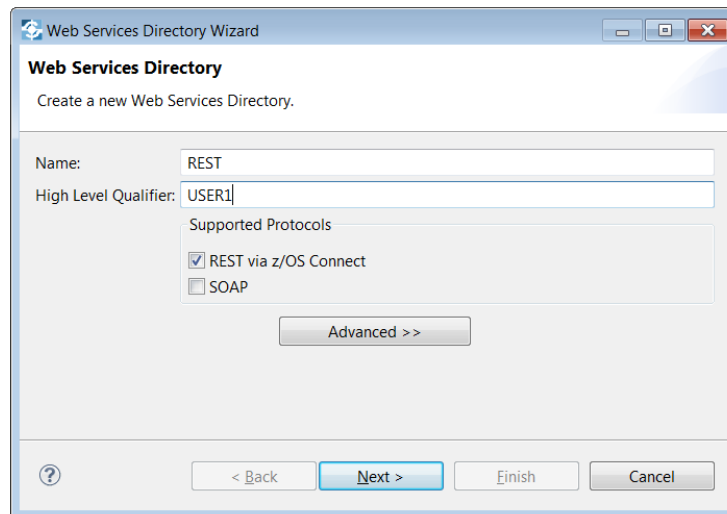 Web Services Directory Wizard
Web Services Directory
Create a new Web Services Directory.
Name: REST
High Level Qualifier: USER1
Supported Protocols
REST via z/OS Connect
SOAP
Advanced >>
? < Back Next > Finish Cancel